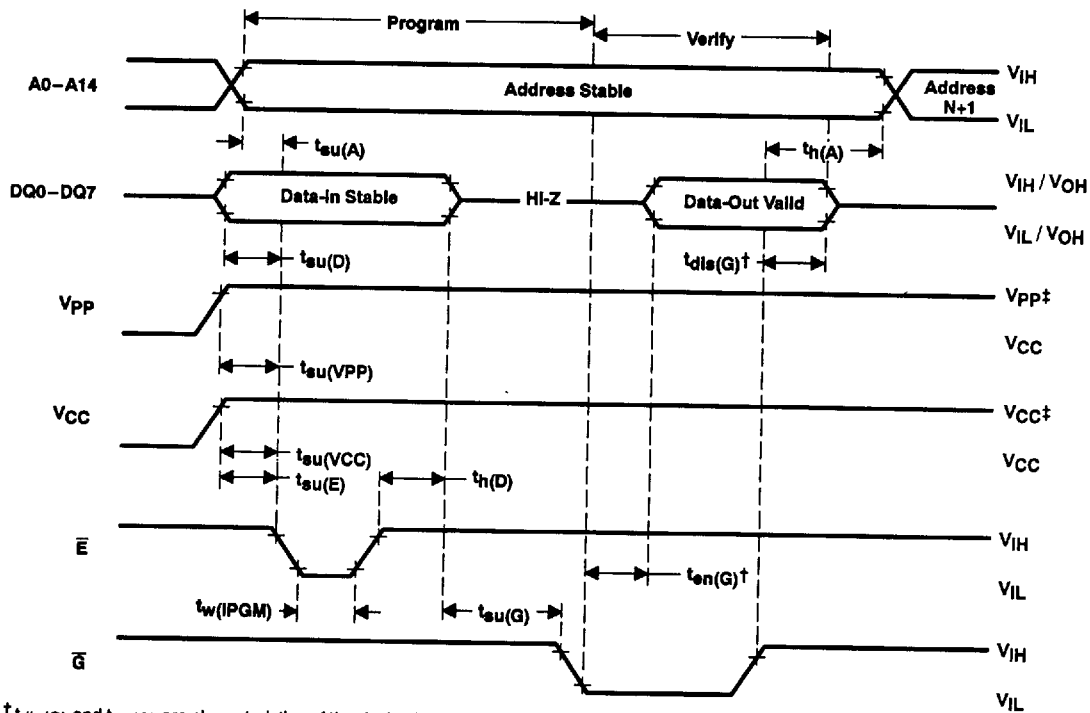 Program
Verify
A0–A14
Address Stable
Address
N+1
VIH
VIL
tsu(A)
th(A)
DQ0–DQ7
Data-in Stable
HI-Z
Data-Out Valid
VIH / VOH
VIL / VOH
tsu(D)
tdis(G)†
VPP
VPP‡
VCC
tsu(VPP)
VCC
VCC‡
VCC
tsu(VCC)
tsu(E)
th(D)
E
VIH
VIL
ten(G)†
tw(IPGM)
tsu(G)
G
VIH
VIL